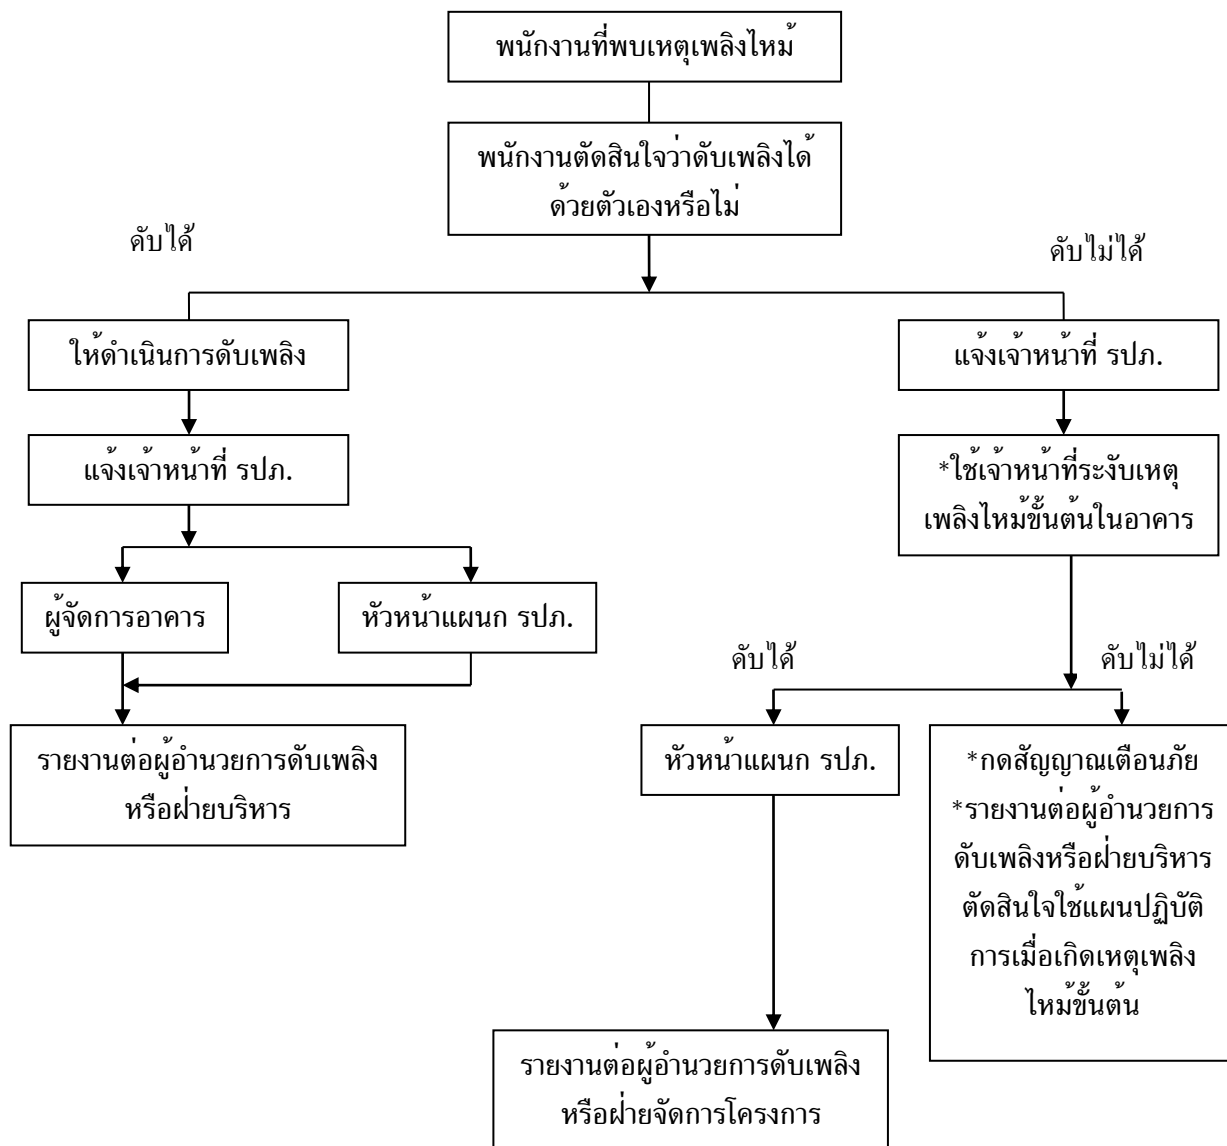 พนักงานที่พบเหตุเพลิงไหม้
พนักงานตัดสินใจว่าดับเพลิงได้
ด้วยตัวเองหรือไม่
ดับได้
ดับไม่ได้
ให้ดำเนินการดับเพลิง
แจ้งเจ้าหน้าที่ รปภ.
แจ้งเจ้าหน้าที่ รปภ.
*ใช้เจ้าหน้าที่ระงับเหตุ
เพลิงไหม้ขั้นต้นในอาคาร
ผู้จัดการอาคาร
หัวหน้าแผนก รปภ.
ดับได้
ดับไม่ได้
รายงานต่อผู้อำนวยการดับเพลิง
หรือฝ่ายบริหาร
หัวหน้าแผนก รปภ.
*กดสัญญาณเตือนภัย
*รายงานต่อผู้อำนวยการ
ดับเพลิงหรือฝ่ายบริหาร
ตัดสินใจใช้แผนปฏิบัติ
การเมื่อเกิดเหตุเพลิง
ไหม้ขั้นต้น
รายงานต่อผู้อำนวยการดับเพลิง
หรือฝ่ายจัดการโครงการ